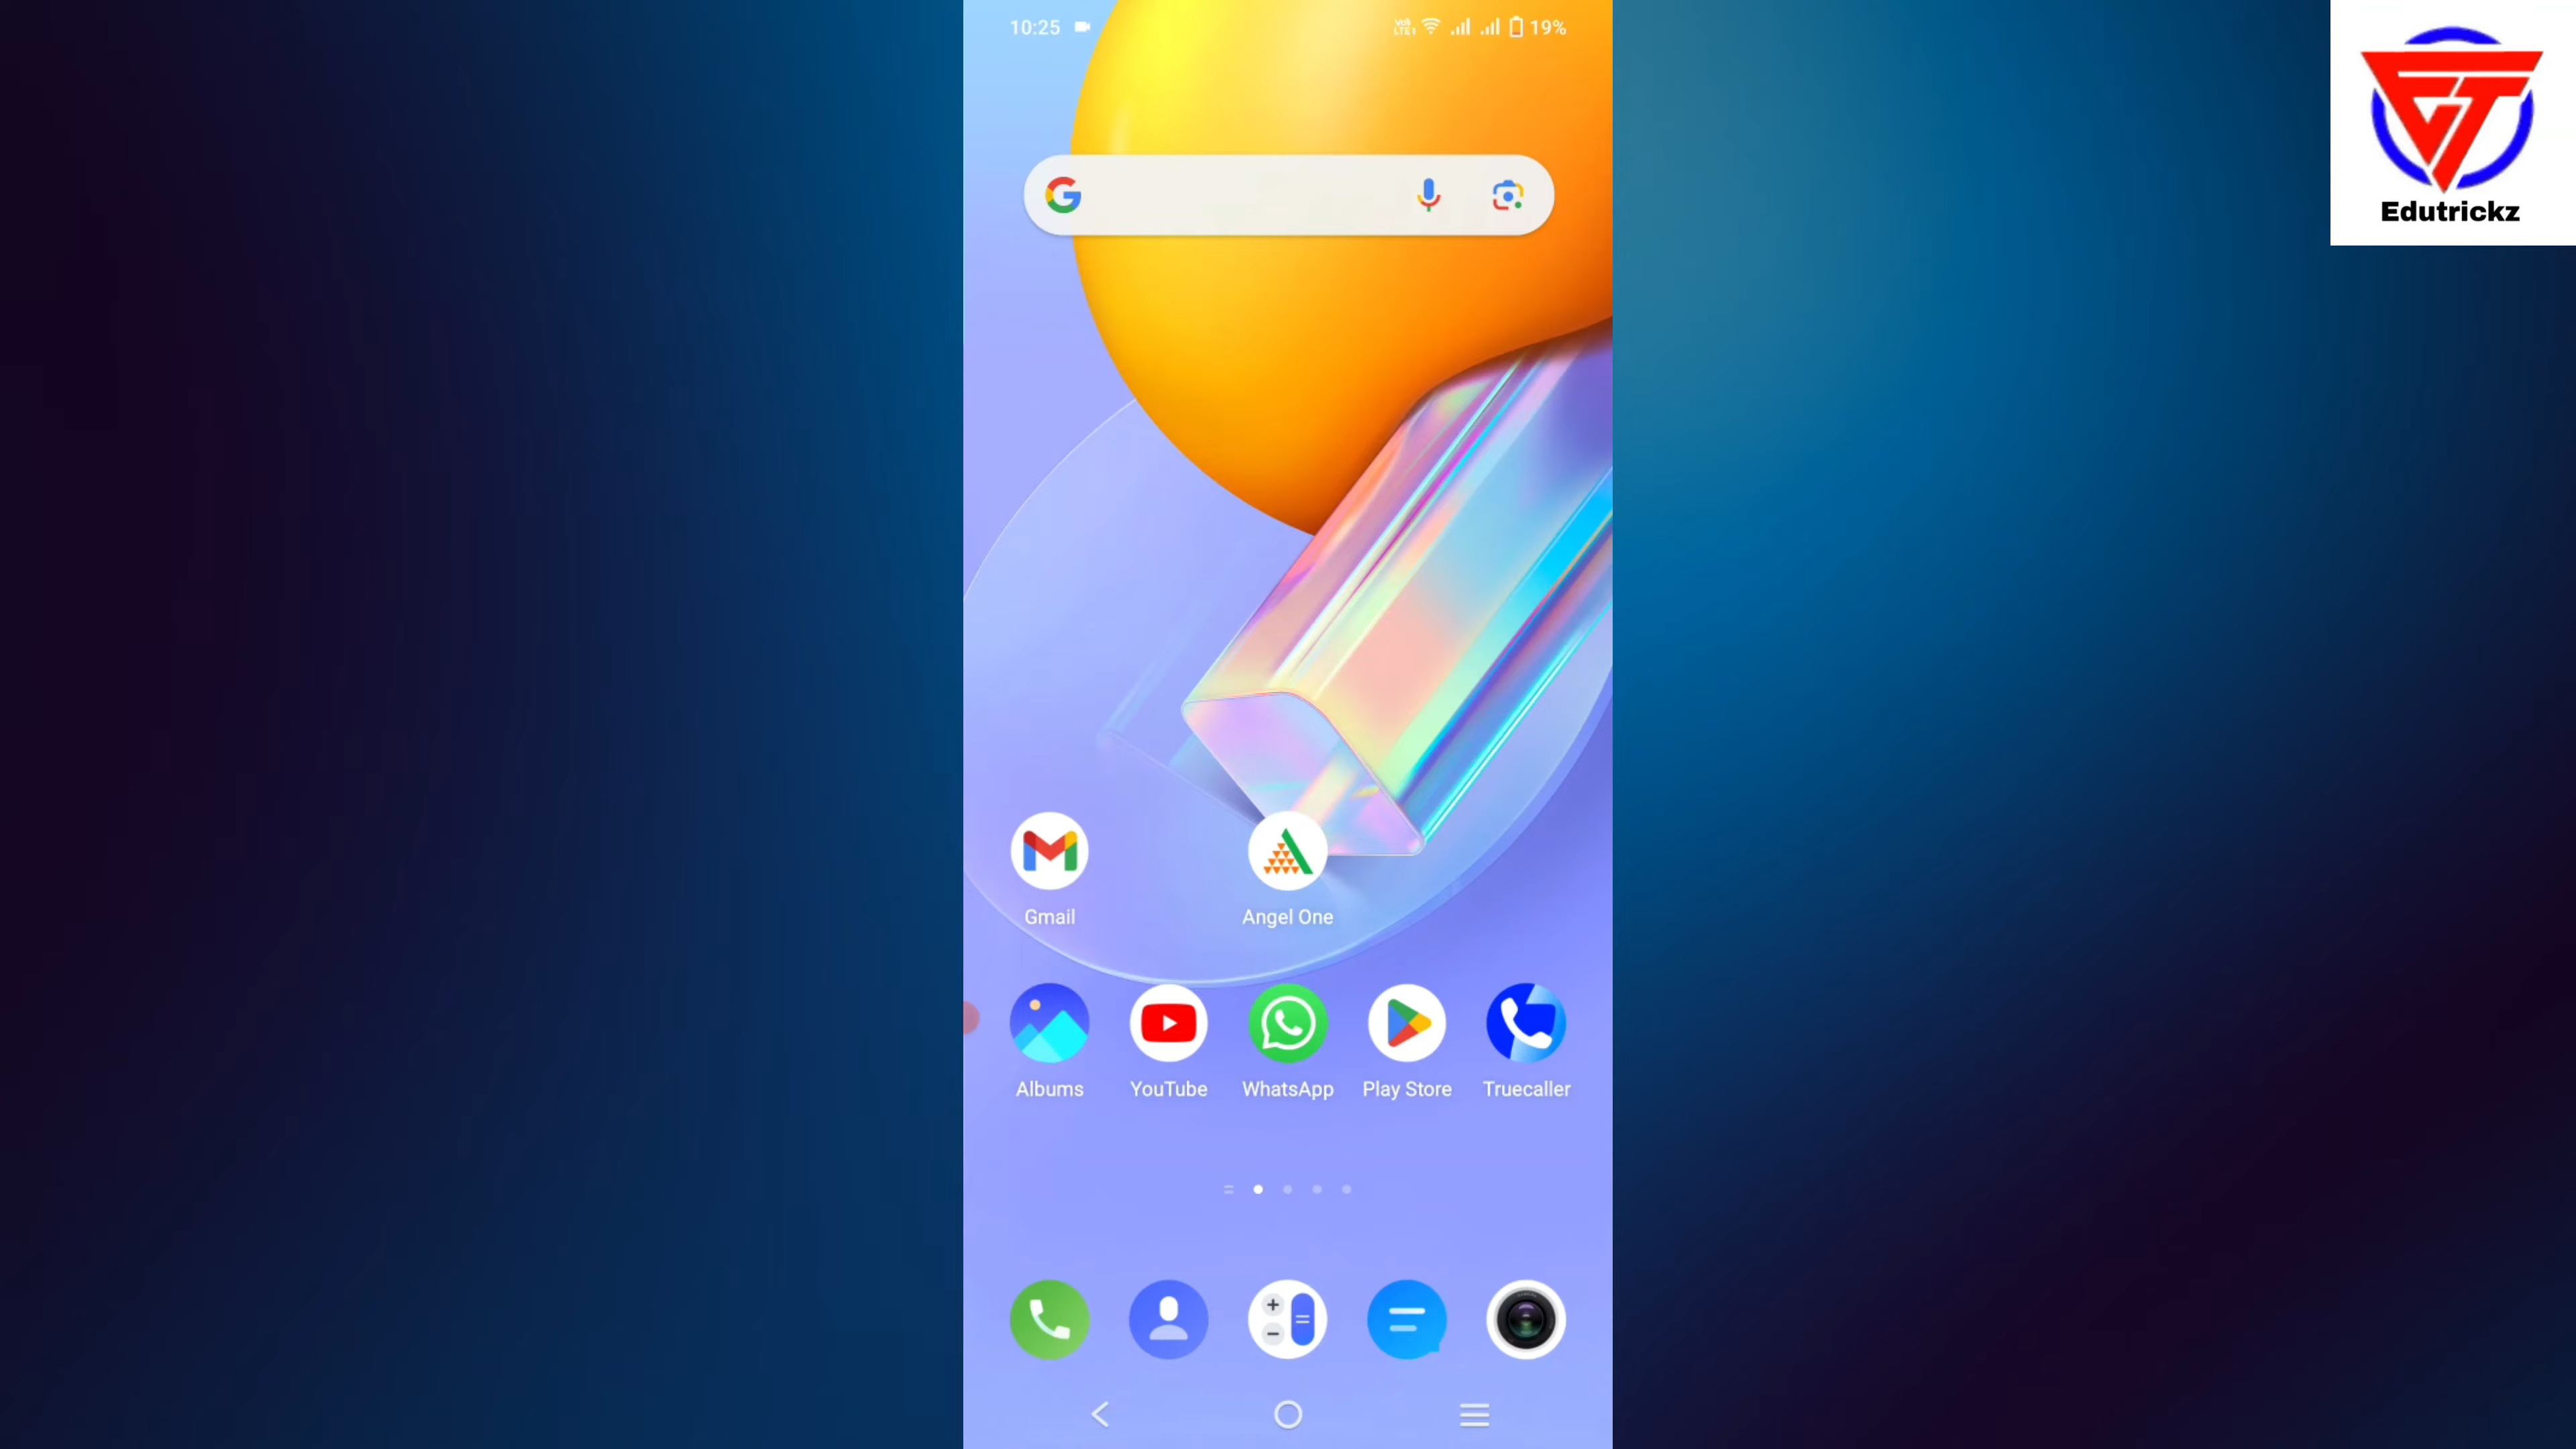 10:25
19%
Edutrickz
Gmail
Angel One
Albums
YouTube
WhatsApp
Play Store
Truecaller